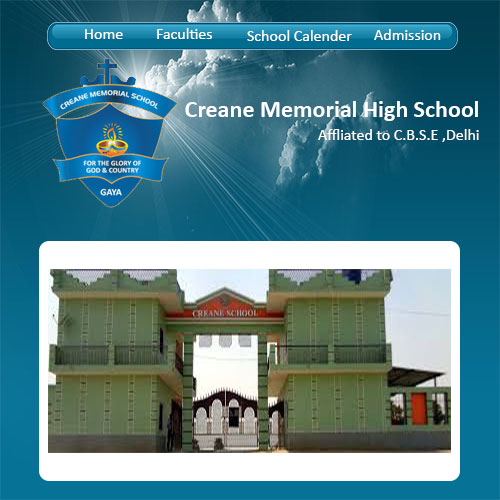 Home Faculties School Calender Admission
CREANE MEMORIAL SCHOOL
FOR THE GLORY OF
GOD & COUNTRY
GAYA
Creane Memorial High School
Affliated to C.B.S.E ,Delhi
CREANE SCHOOL